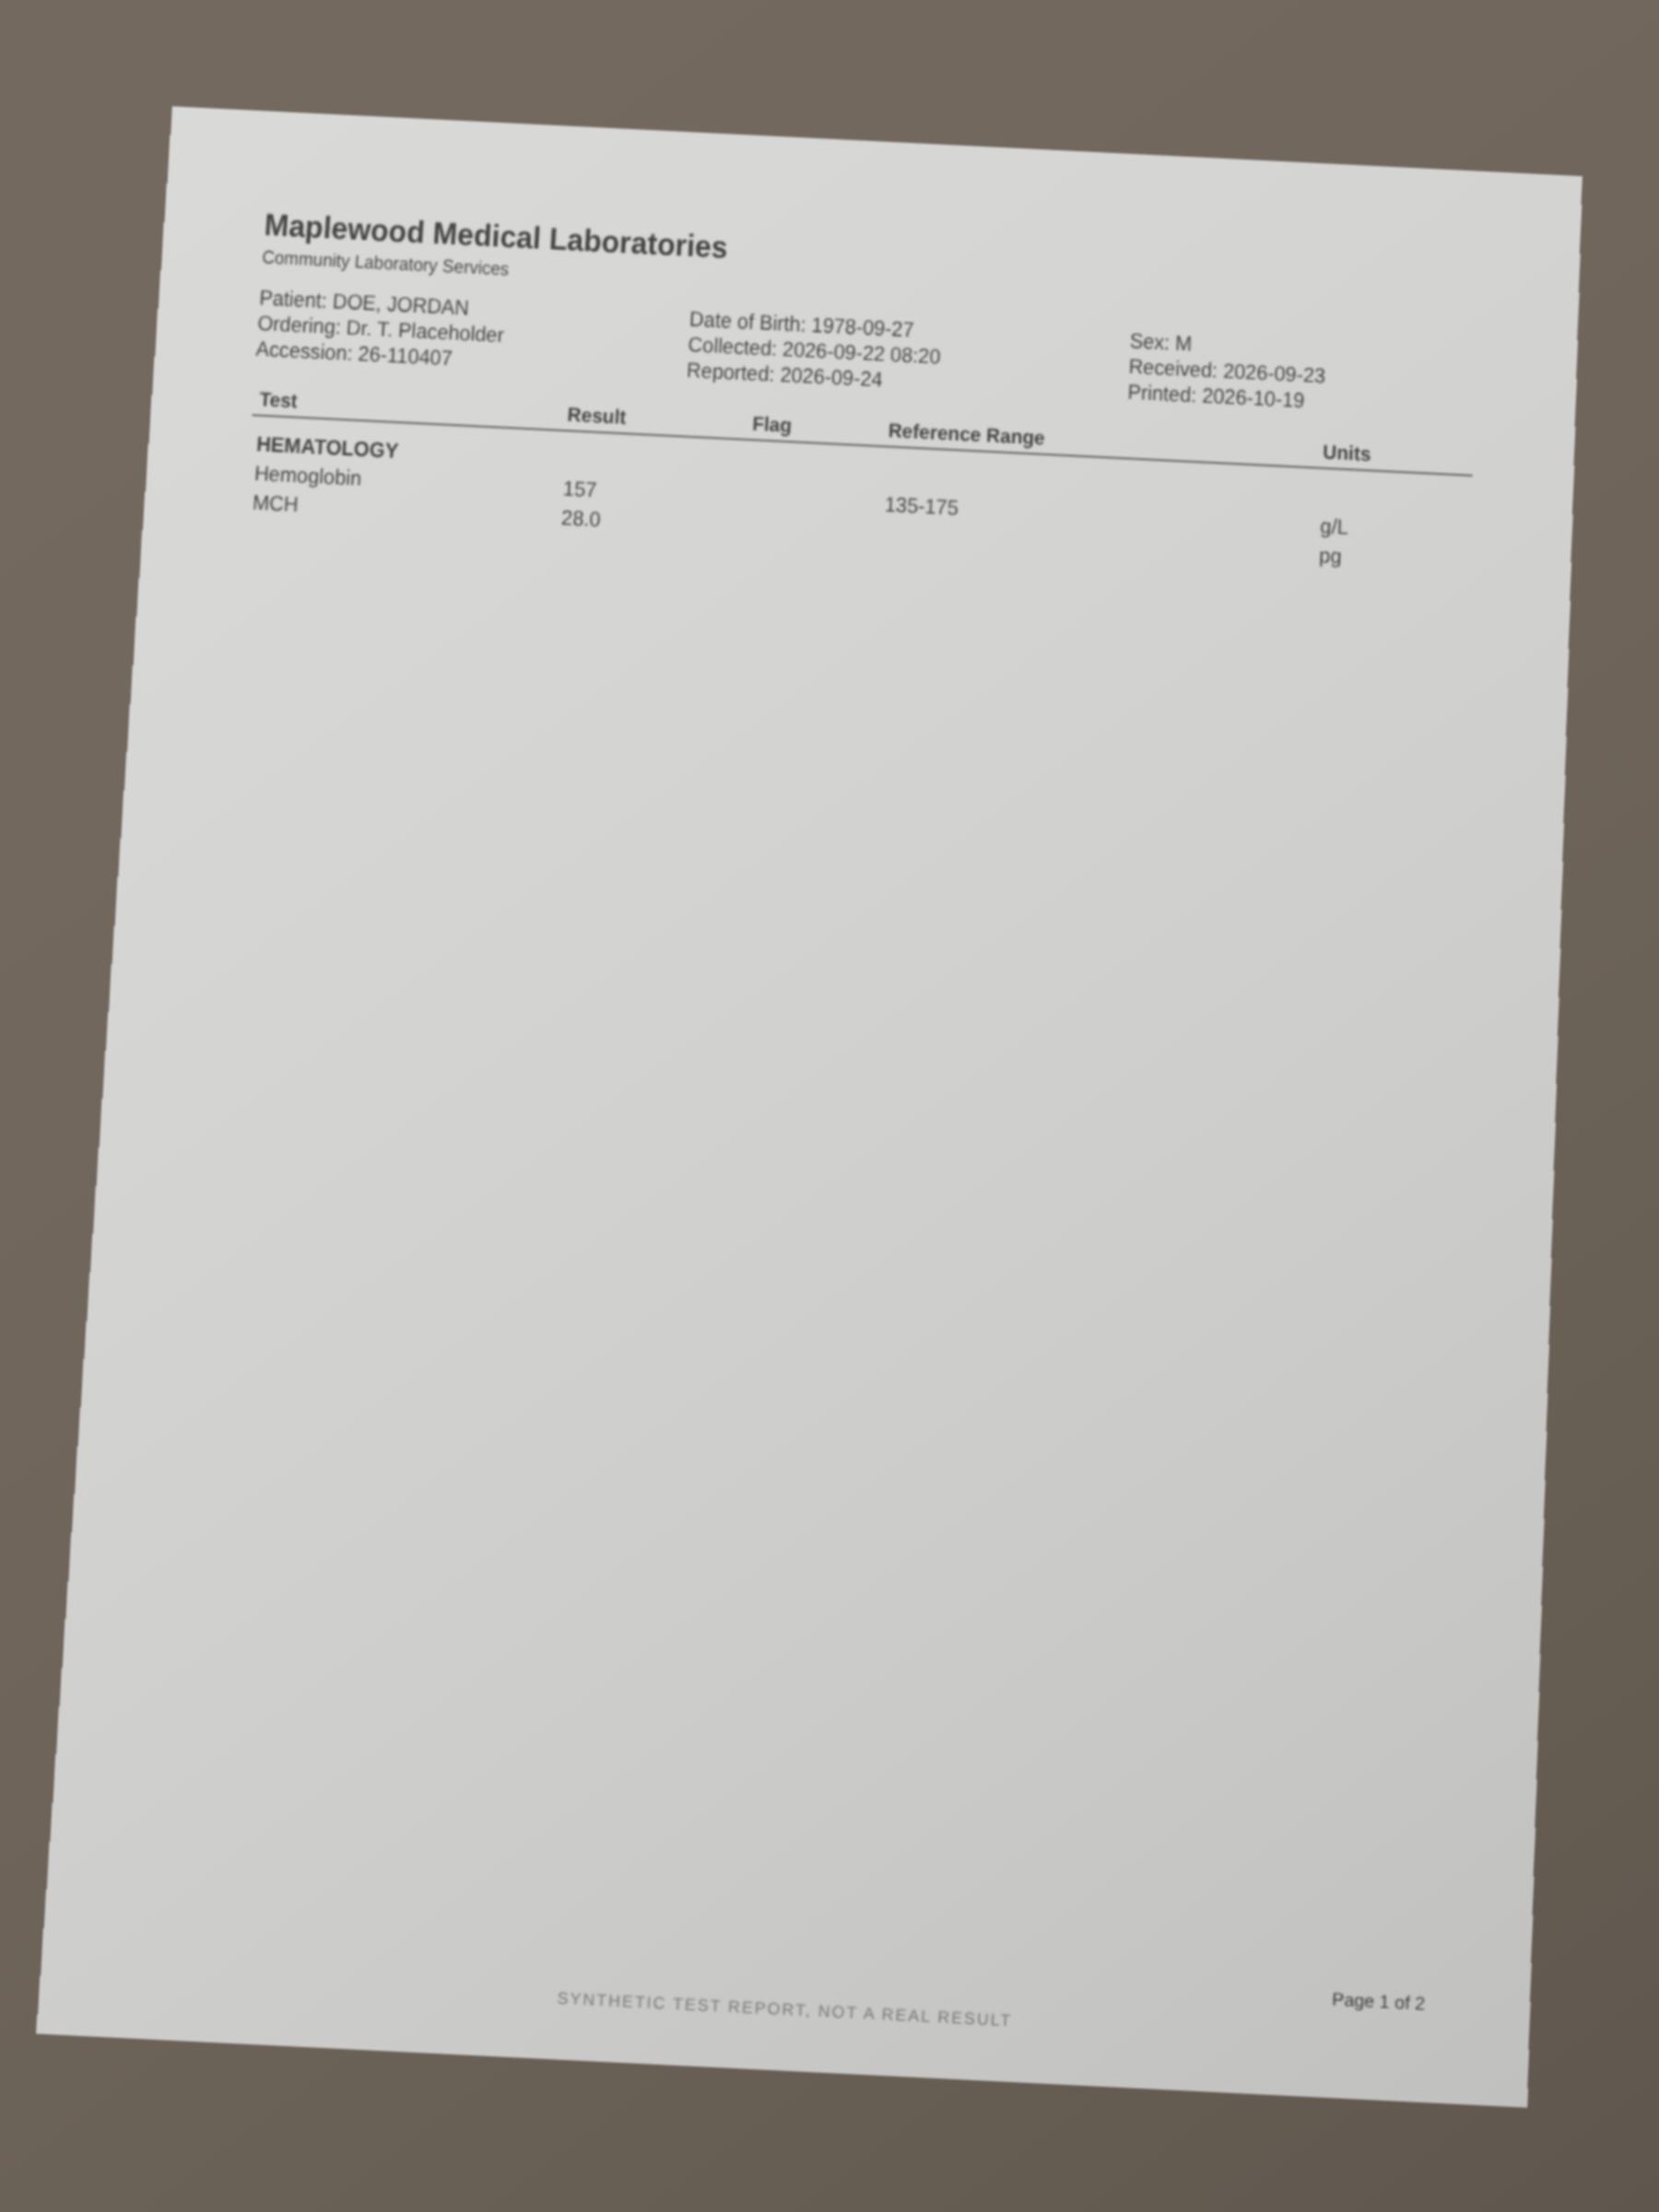 Maplewood Medical Laboratories
Community Laboratory Services
Patient: DOE, JORDAN Date of Birth: 1978-09-27 Sex: M
Ordering: Dr. T. Placeholder Collected: 2026-09-22 08:20 Received: 2026-09-23
Accession: 26-110407 Reported: 2026-09-24 Printed: 2026-10-19
Test Result Flag Reference Range Units
HEMATOLOGY
Hemoglobin 157 135-175 g/L
MCH 28.0 pg
SYNTHETIC TEST REPORT, NOT A REAL RESULT
Page 1 of 2